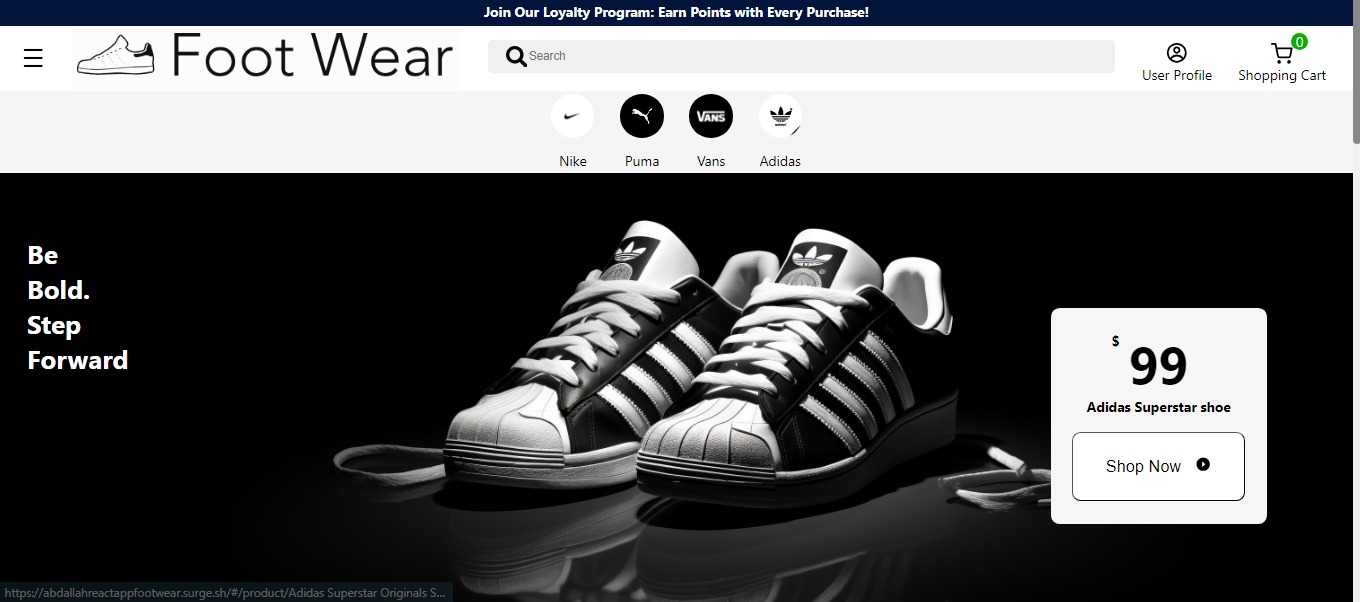 Join Our Loyalty Program: Earn Points with Every Purchase!
Foot Wear
Search
0
User Profile
Shopping Cart
VANS
adidas
Nike
Puma
Vans
Adidas
Be
Bold.
Step
Forward
$
99
Adidas Superstar shoe
Shop Now
https://abdallahreactappfootwear.surge.sh/#/product/Adidas Superstar Originals S...